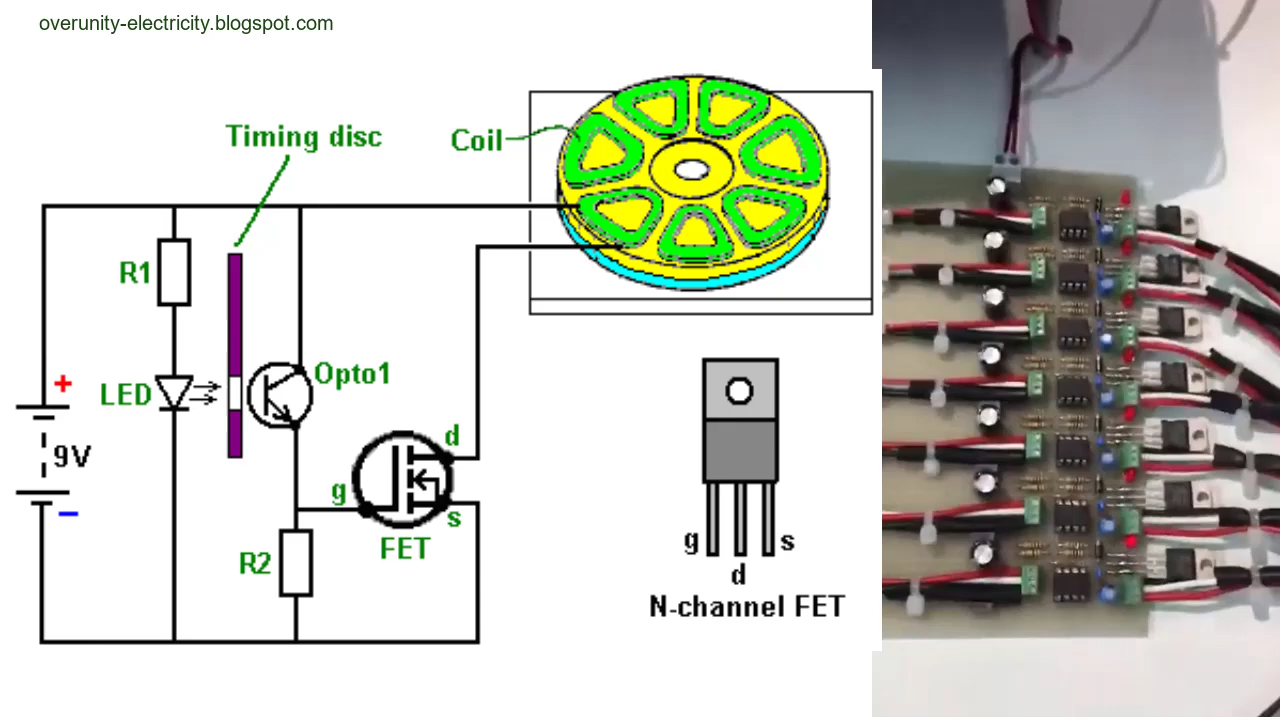 overunity-electricity.blogspot.com
Timing disc
Coil
R1
LED
Opto1
+
9V
−
d
g
s
FET
R2
g
s
d
N-channel FET